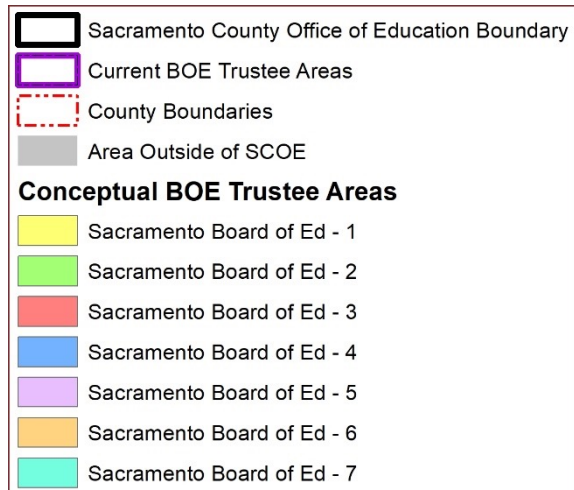 Sacramento County Office of Education Boundary
Current BOE Trustee Areas
County Boundaries
Area Outside of SCOE
Conceptual BOE Trustee Areas
Sacramento Board of Ed - 1
Sacramento Board of Ed - 2
Sacramento Board of Ed - 3
Sacramento Board of Ed - 4
Sacramento Board of Ed - 5
Sacramento Board of Ed - 6
Sacramento Board of Ed - 7